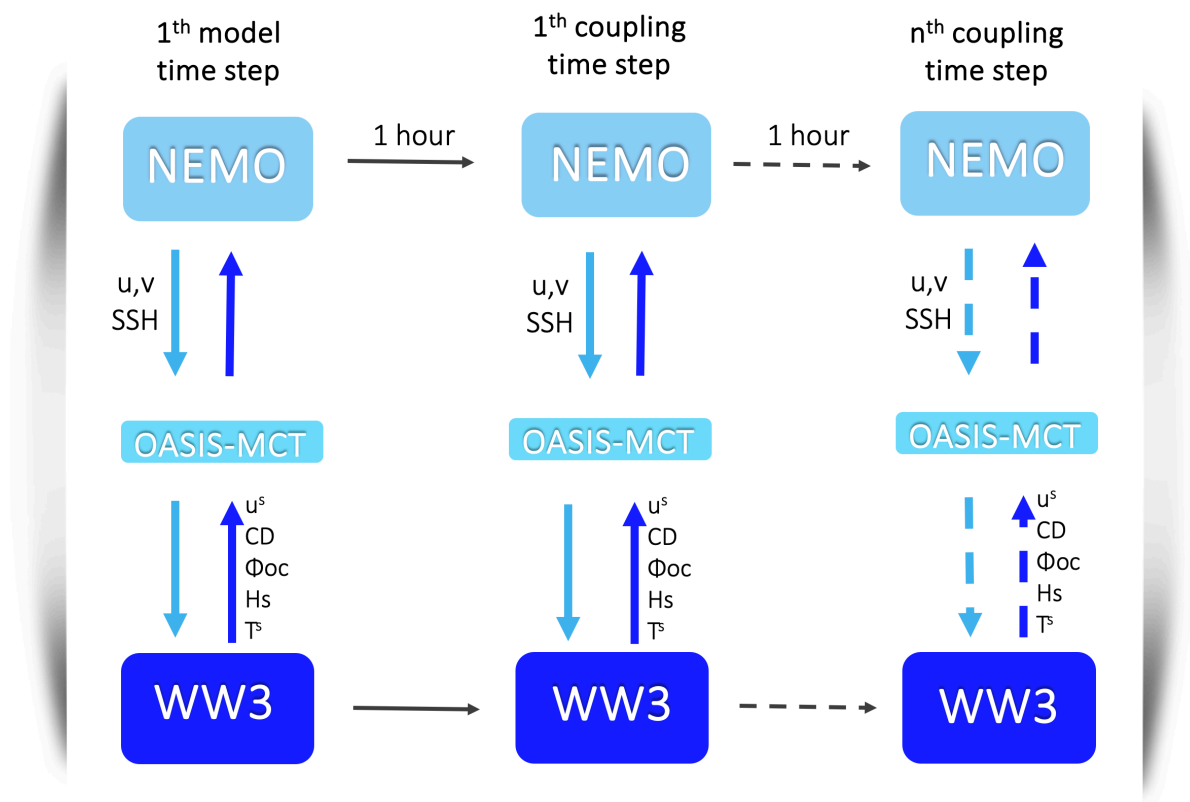 1th model
time step
1th coupling
time step
nth coupling
time step
NEMO
1 hour
NEMO
1 hour
NEMO
u,v
SSH
u,v
SSH
u,v
SSH
OASIS-MCT
OASIS-MCT
OASIS-MCT
us
CD
Φoc
Hs
Ts
us
CD
Φoc
Hs
Ts
us
CD
Φoc
Hs
Ts
WW3
WW3
WW3